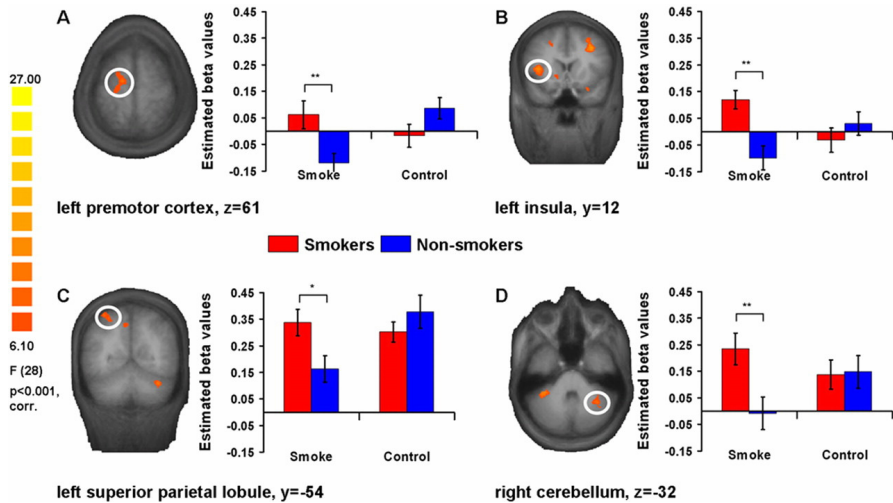 A
Estimated beta values
0.45
0.35
0.25
0.15
0.05
-0.05
-0.15
**
Smoke
Control
left premotor cortex, z=61
B
Estimated beta values
0.45
0.35
0.25
0.15
0.05
-0.05
-0.15
**
Smoke
Control
left insula, y=12
27.00
6.10
F (28)
p<0.001,
corr.
Smokers
Non-smokers
C
Estimated beta values
0.45
0.35
0.25
0.15
0.05
-0.05
-0.15
*
Smoke
Control
left superior parietal lobule, y=-54
D
Estimated beta values
0.45
0.35
0.25
0.15
0.05
-0.05
-0.15
**
Smoke
Control
right cerebellum, z=-32